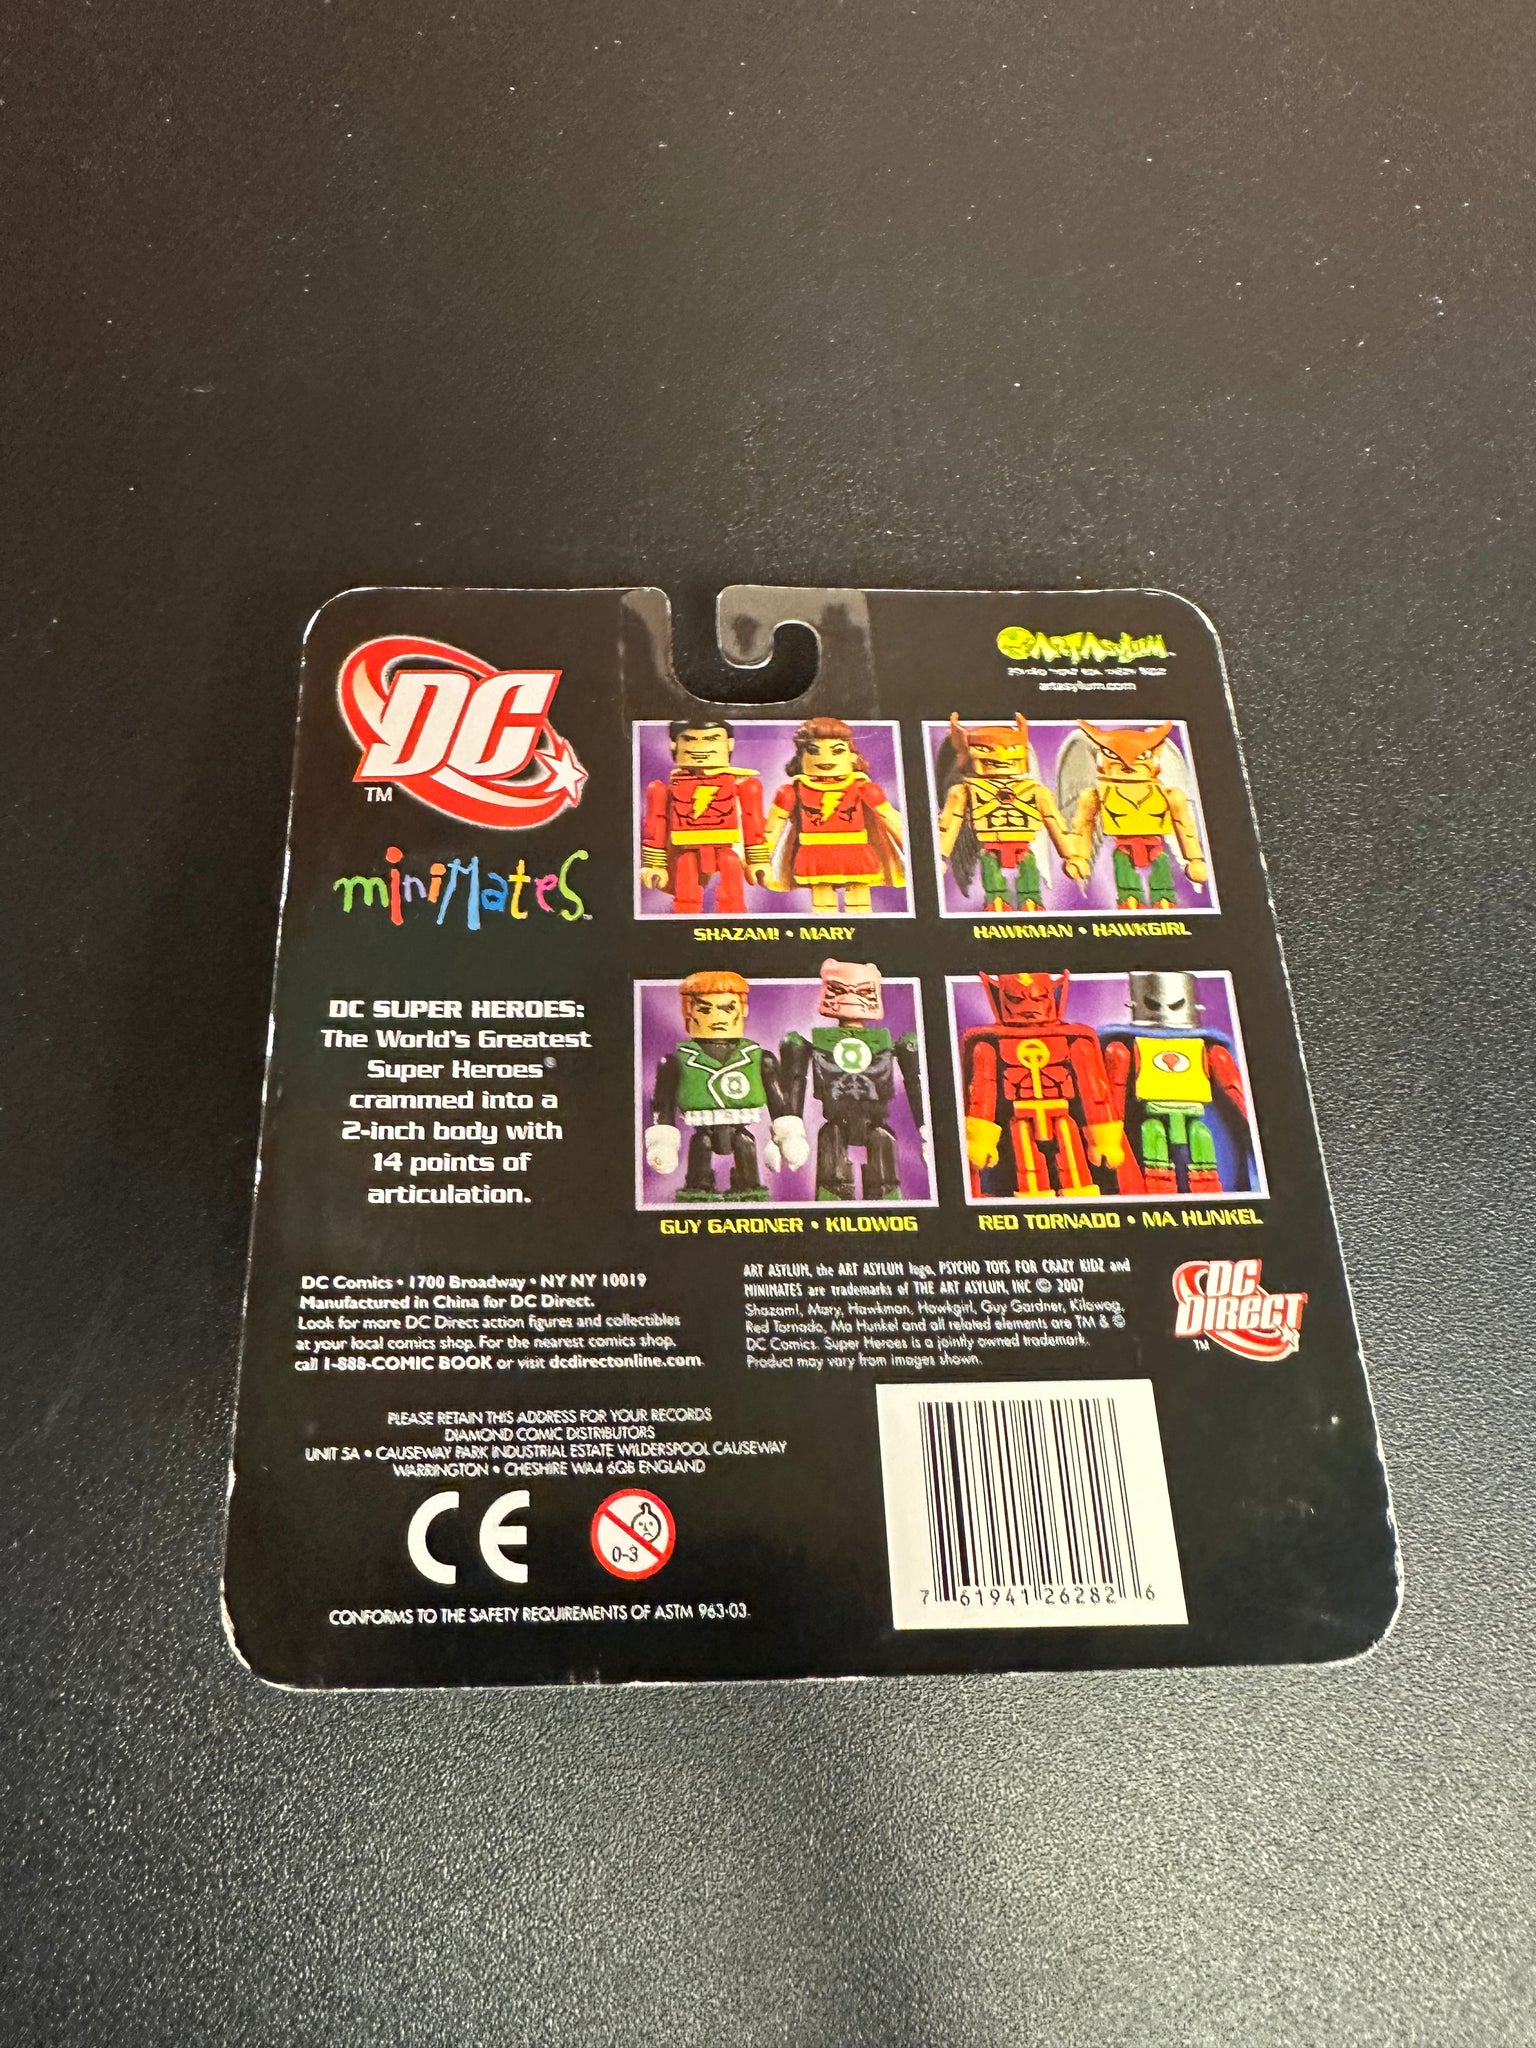 DC
TM
miniMates
ART ASYLUM
artasylum.com
SHAZAM! • MARY
HAWKMAN • HAWKGIRL
DC SUPER HEROES:
The World's Greatest
Super Heroes®
crammed into a
2-inch body with
14 points of
articulation.
GUY GARDNER • KILOWOG
RED TORNADO • MA HUNKEL
DC Comics • 1700 Broadway • NY NY 10019
Manufactured in China for DC Direct.
Look for more DC Direct action figures and collectibles
at your local comics shop. For the nearest comics shop,
call 1-888-COMIC BOOK or visit dcdirectonline.com.
ART ASYLUM, the ART ASYLUM logo, PSYCHO TOYS FOR CRAZY KIDZ and
MINIMATES are trademarks of THE ART ASYLUM, INC © 2007
Shazam!, Mary, Hawkman, Hawkgirl, Guy Gardner, Kilowog,
Red Tornado, Ma Hunkel and all related elements are TM & ©
DC Comics. Super Heroes is a jointly owned trademark.
Product may vary from images shown.
DC
DIRECT
TM
PLEASE RETAIN THIS ADDRESS FOR YOUR RECORDS
DIAMOND COMIC DISTRIBUTORS
UNIT 5A • CAUSEWAY PARK INDUSTRIAL ESTATE WILDERSPOOL CAUSEWAY
WARRINGTON • CHESHIRE WA4 6QB ENGLAND
CE
0-3
CONFORMS TO THE SAFETY REQUIREMENTS OF ASTM 963-03.
7 61941 26282 6